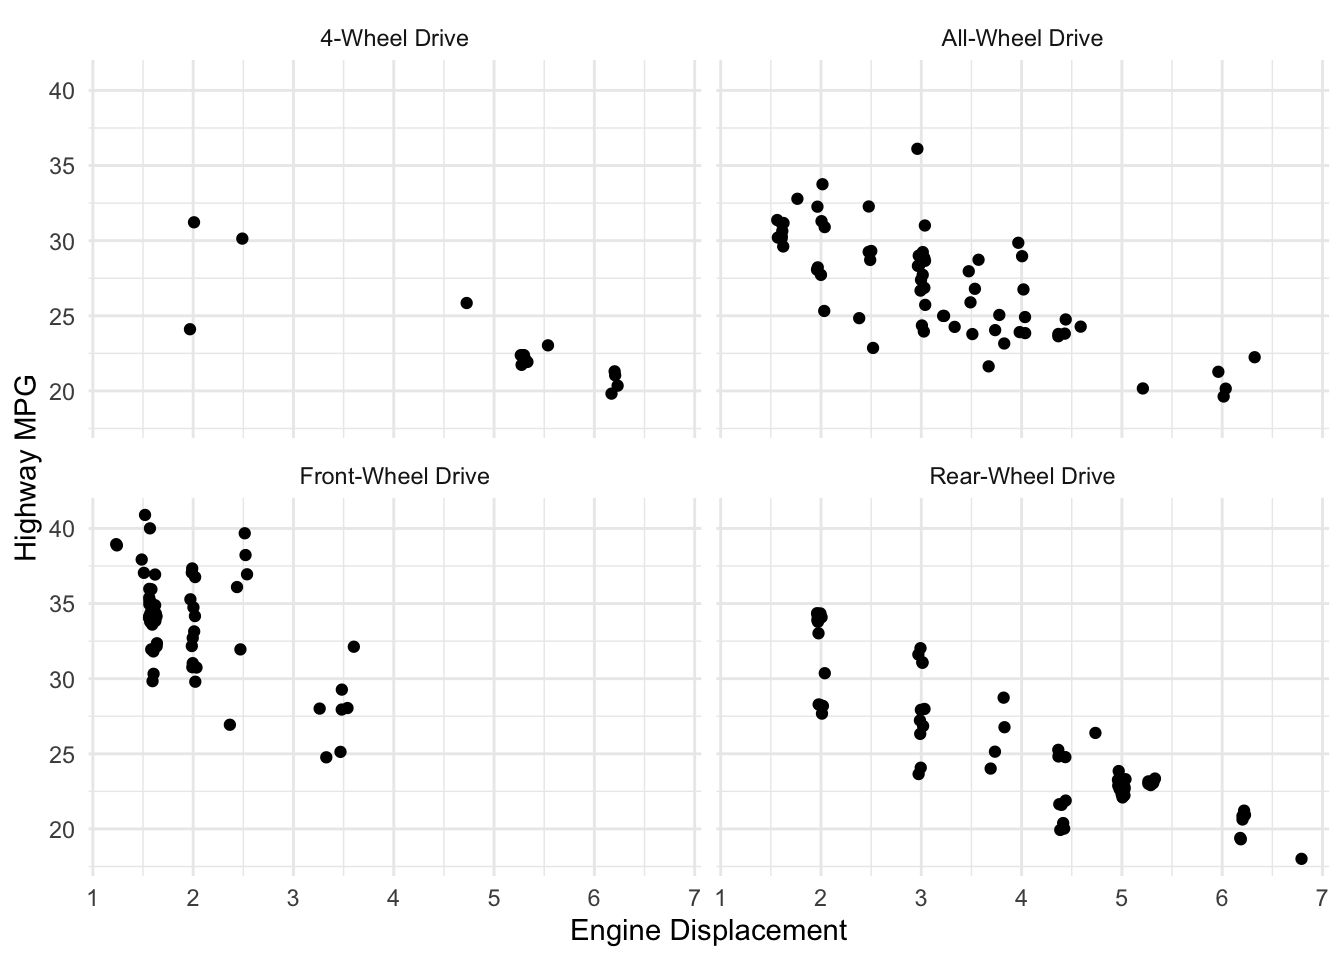 4-Wheel Drive
All-Wheel Drive
40
35
30
25
20
Highway MPG
Front-Wheel Drive
Rear-Wheel Drive
40
35
30
25
20
1 2 3 4 5 6 7
1 2 3 4 5 6 7
Engine Displacement